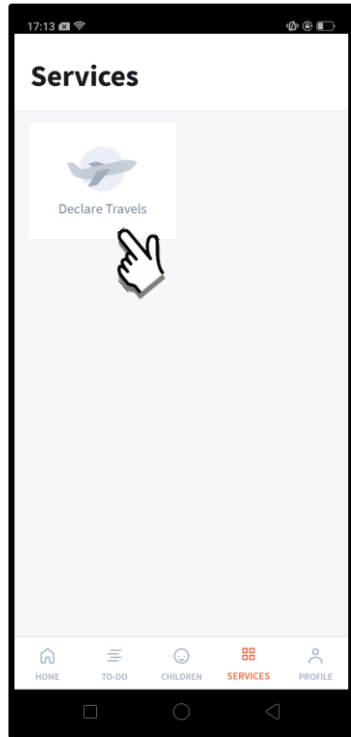 17:13
Services
Declare Travels
HOME TO-DO CHILDREN SERVICES PROFILE